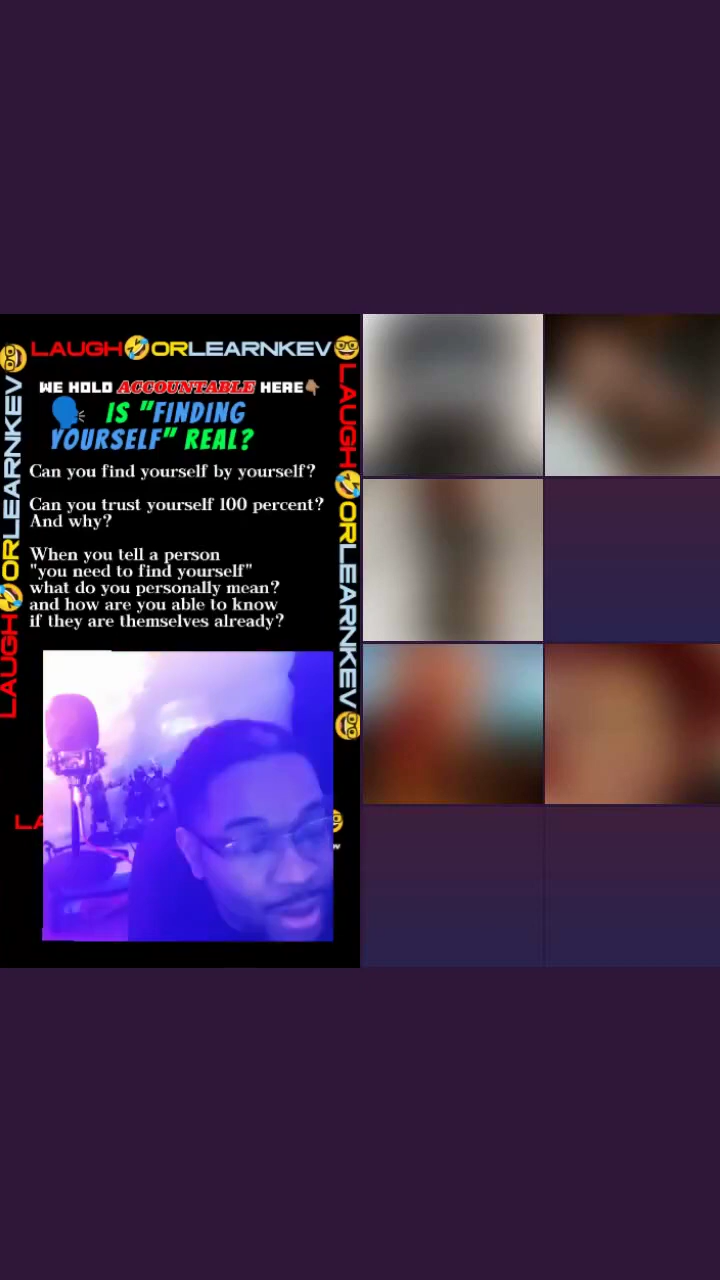 LAUGH🤣ORLEARNKEV🤓
WE HOLD ACCOUNTABLE HERE👇🏽
🗣️ IS "FINDING
YOURSELF" REAL?
Can you find yourself by yourself?
Can you trust yourself 100 percent?
And why?
When you tell a person
"you need to find yourself"
what do you personally mean?
and how are you able to know
if they are themselves already?
LAUGH🤣ORLEARNKEV🤓
LAUGH🤣ORLEARNKEV🤓
LA